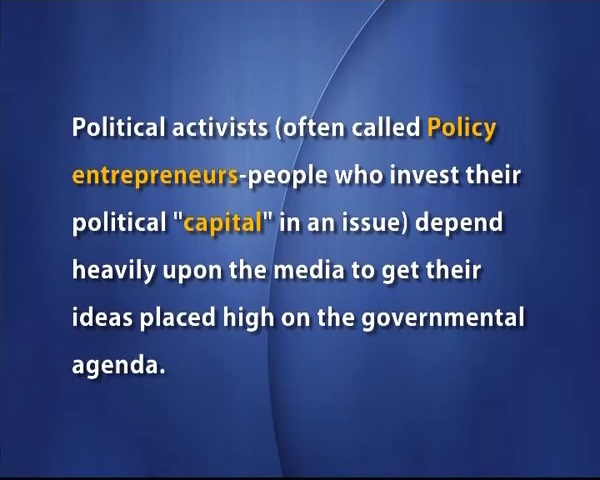 Political activists (often called Policy
entrepreneurs-people who invest their
political "capital" in an issue) depend
heavily upon the media to get their
ideas placed high on the governmental
agenda.